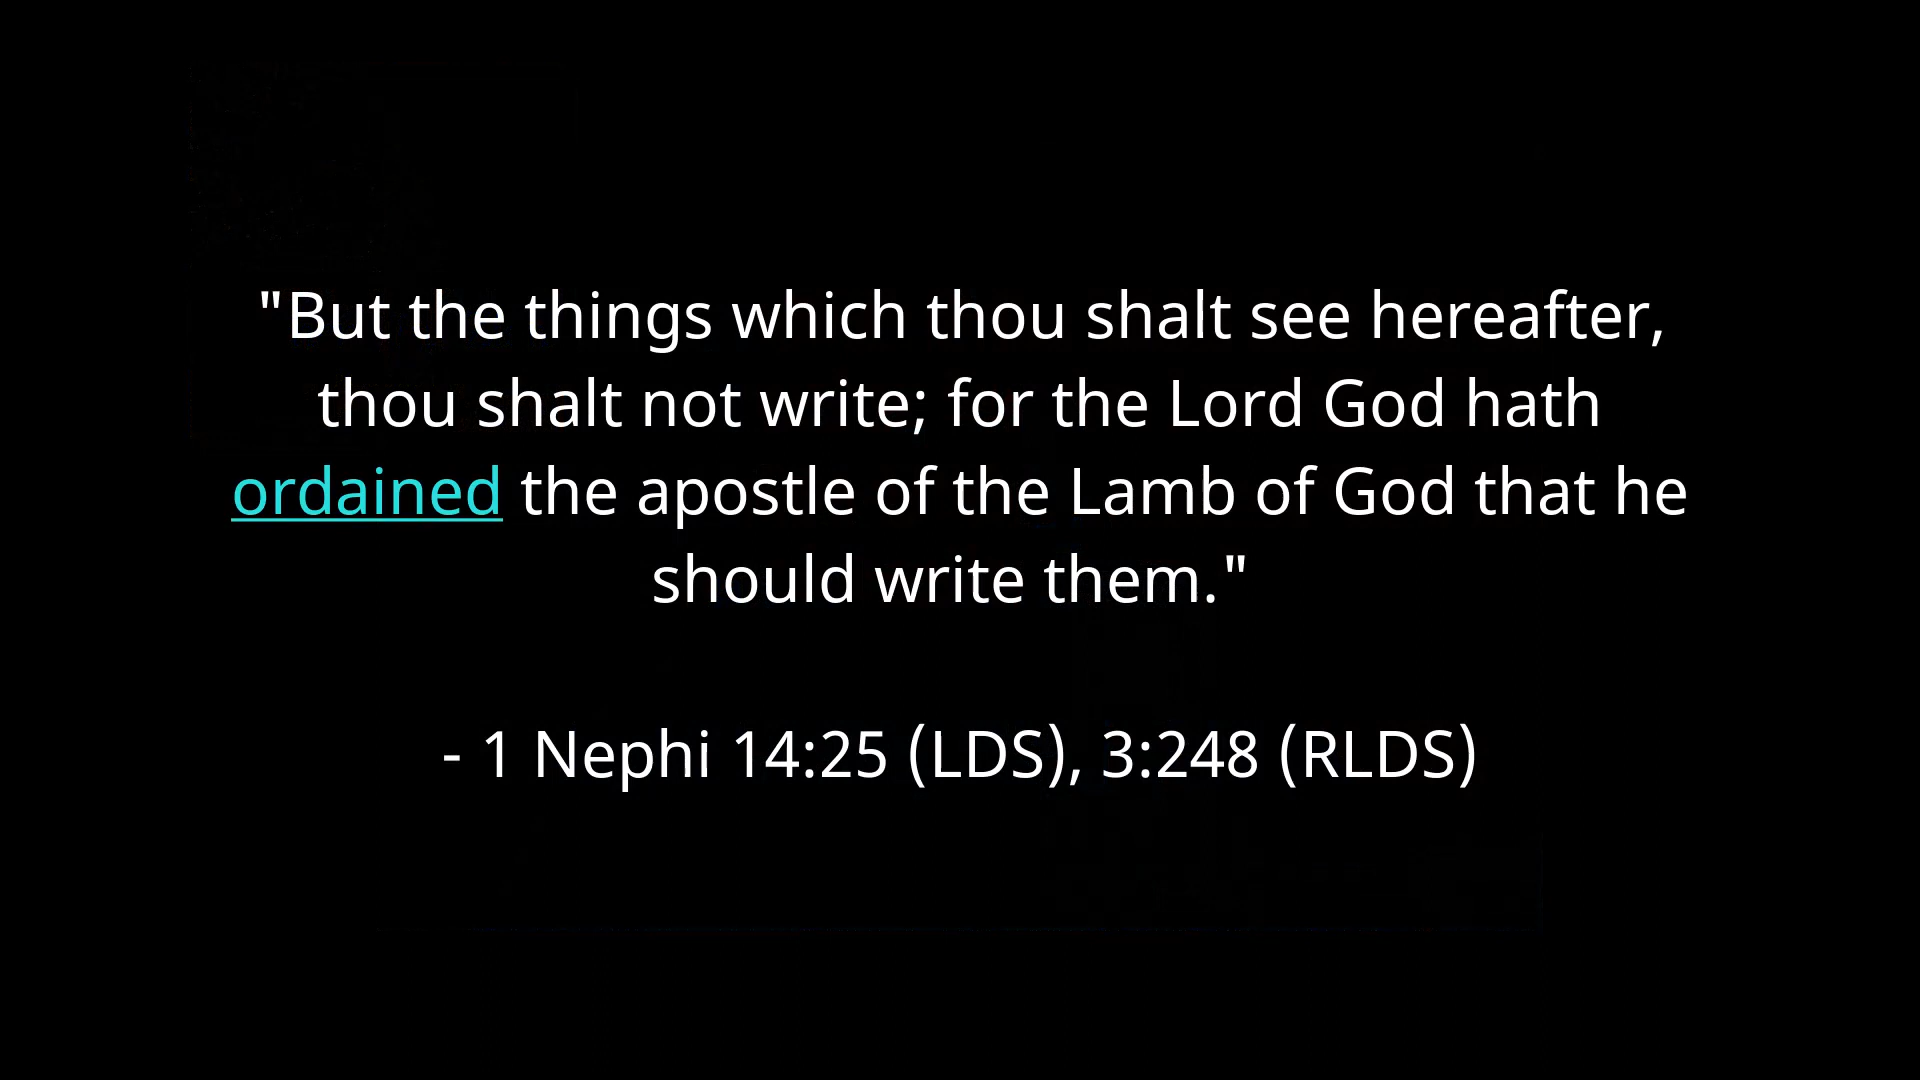 "But the things which thou shalt see hereafter,
thou shalt not write; for the Lord God hath
ordained the apostle of the Lamb of God that he
should write them."
- 1 Nephi 14:25 (LDS), 3:248 (RLDS)